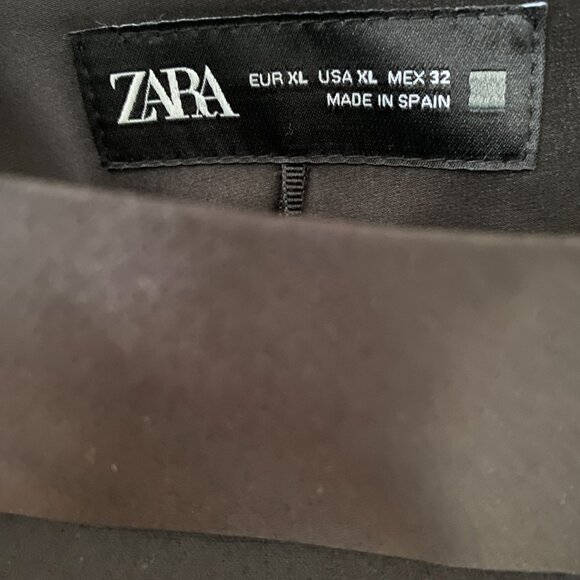 ZARA
EUR XL USA XL MEX 32
MADE IN SPAIN